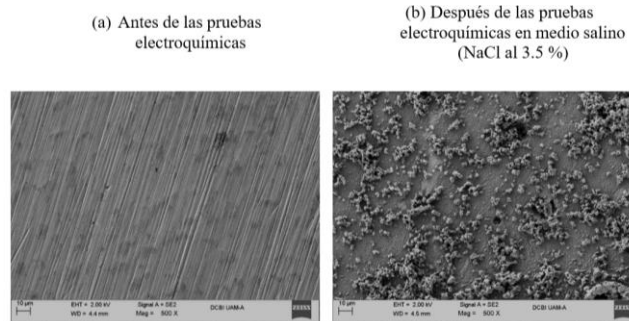 (a) Antes de las pruebas
electroquímicas
(b) Después de las pruebas
electroquímicas en medio salino
(NaCl al 3.5 %)
10 µm
EHT = 2.00 kV
Signal A = SE2
DCBI UAM-A
WD = 4.4 mm
Mag = 500 X
ZEISS
10 µm
EHT = 2.00 kV
Signal A = SE2
DCBI UAM-A
WD = 4.5 mm
Mag = 500 X
ZEISS